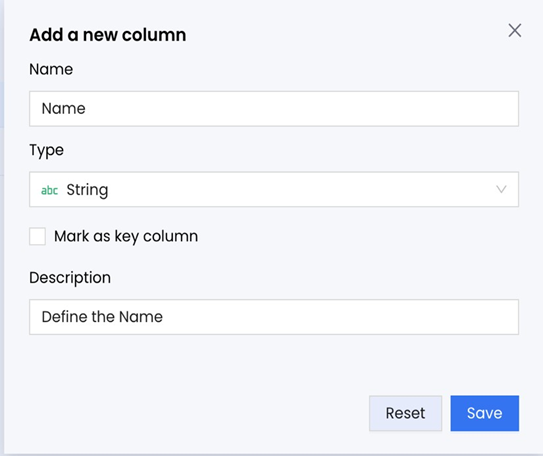 Add a new column
Name
Name
Type
abc String
Mark as key column
Description
Define the Name
Reset Save